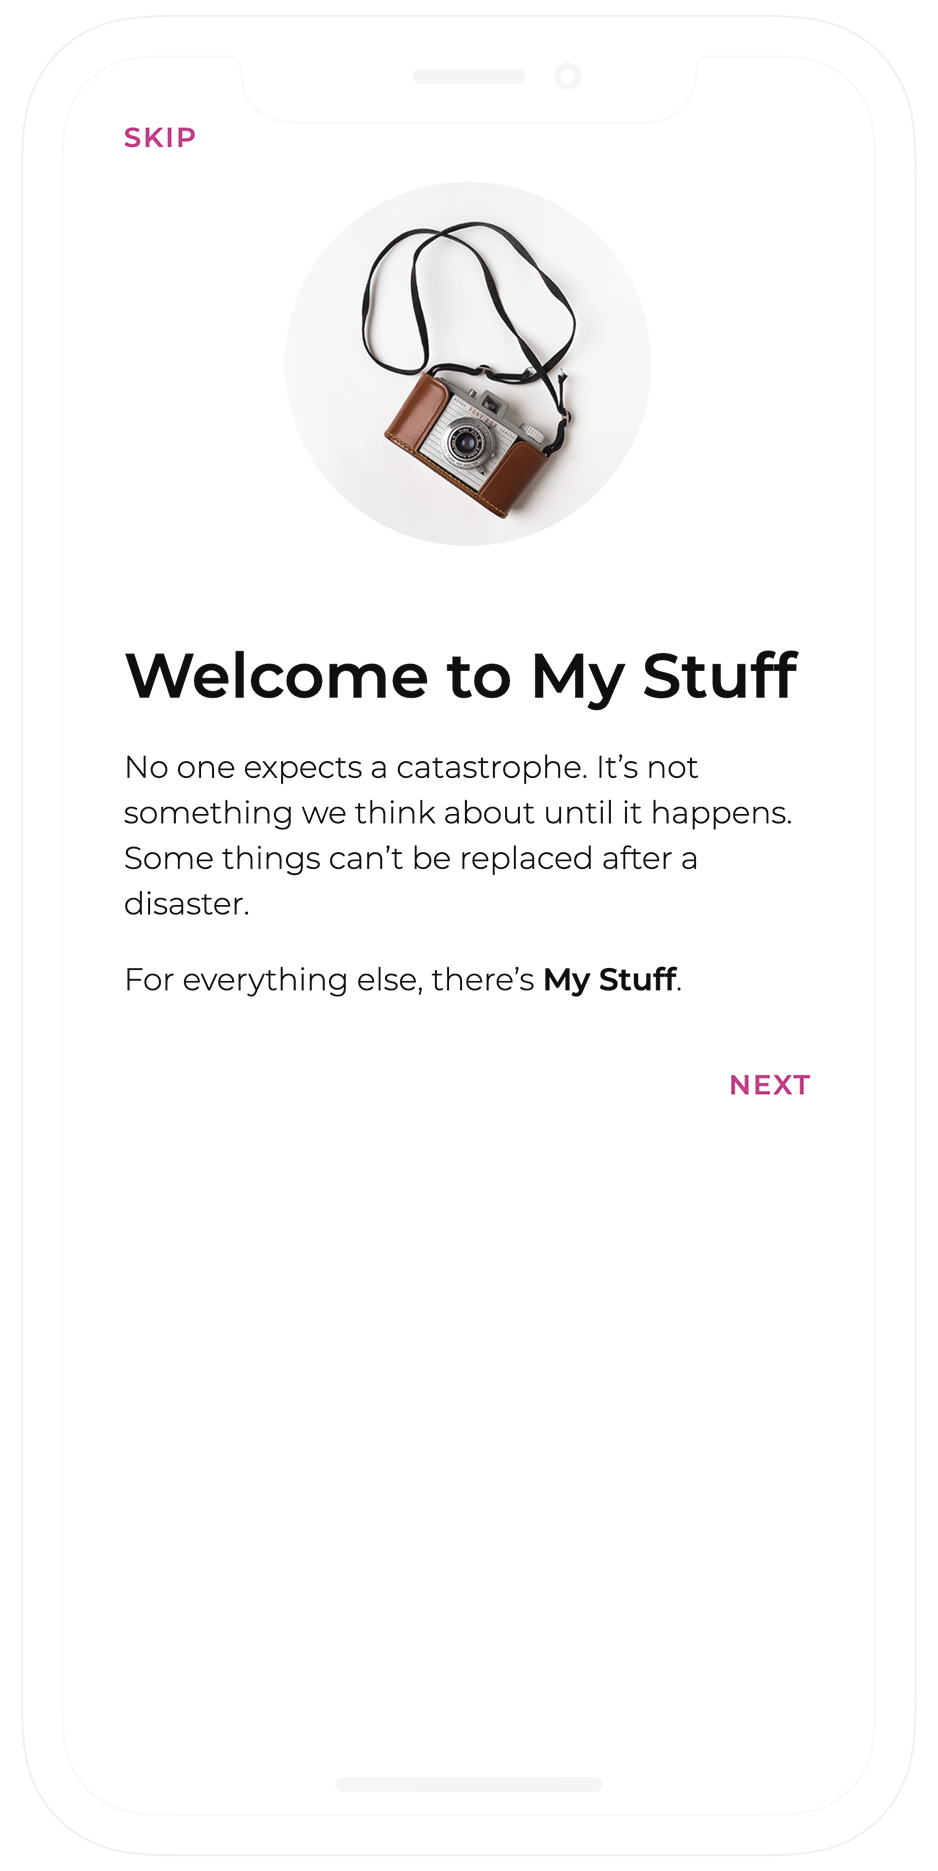 SKIP
Welcome to My Stuff
No one expects a catastrophe. It’s not
something we think about until it happens.
Some things can’t be replaced after a
disaster.
For everything else, there’s My Stuff.
NEXT